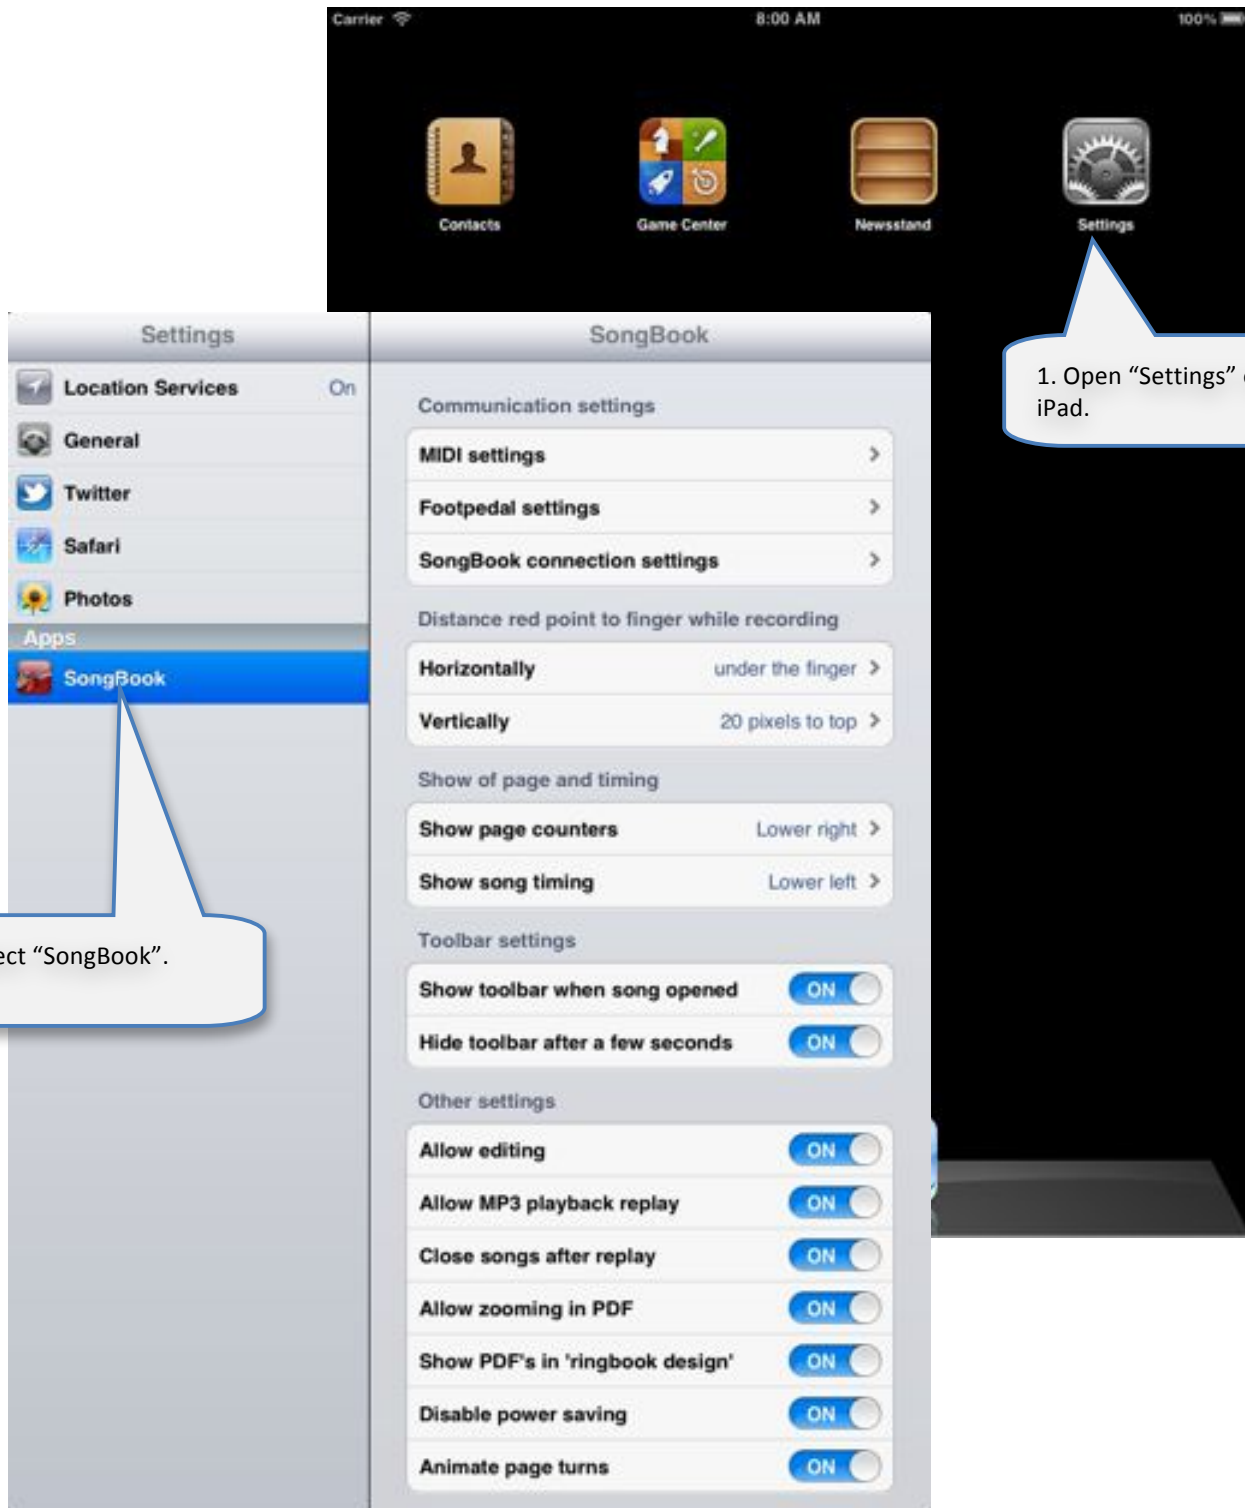 Carrier 8:00 AM 100%
Contacts Game Center Newsstand Settings
1. Open “Settings”
iPad.
Settings
Location Services On
General
Twitter
Safari
Photos
Apps
SongBook
“SongBook”.
SongBook
Communication settings
MIDI settings
Footpedal settings
SongBook connection settings
Distance red point to finger while recording
Horizontally under the finger
Vertically 20 pixels to top
Show of page and timing
Show page counters Lower right
Show song timing Lower left
Toolbar settings
Show toolbar when song opened ON
Hide toolbar after a few seconds ON
Other settings
Allow editing ON
Allow MP3 playback replay ON
Close songs after replay ON
Allow zooming in PDF ON
Show PDF's in 'ringbook design' ON
Disable power saving ON
Animate page turns ON